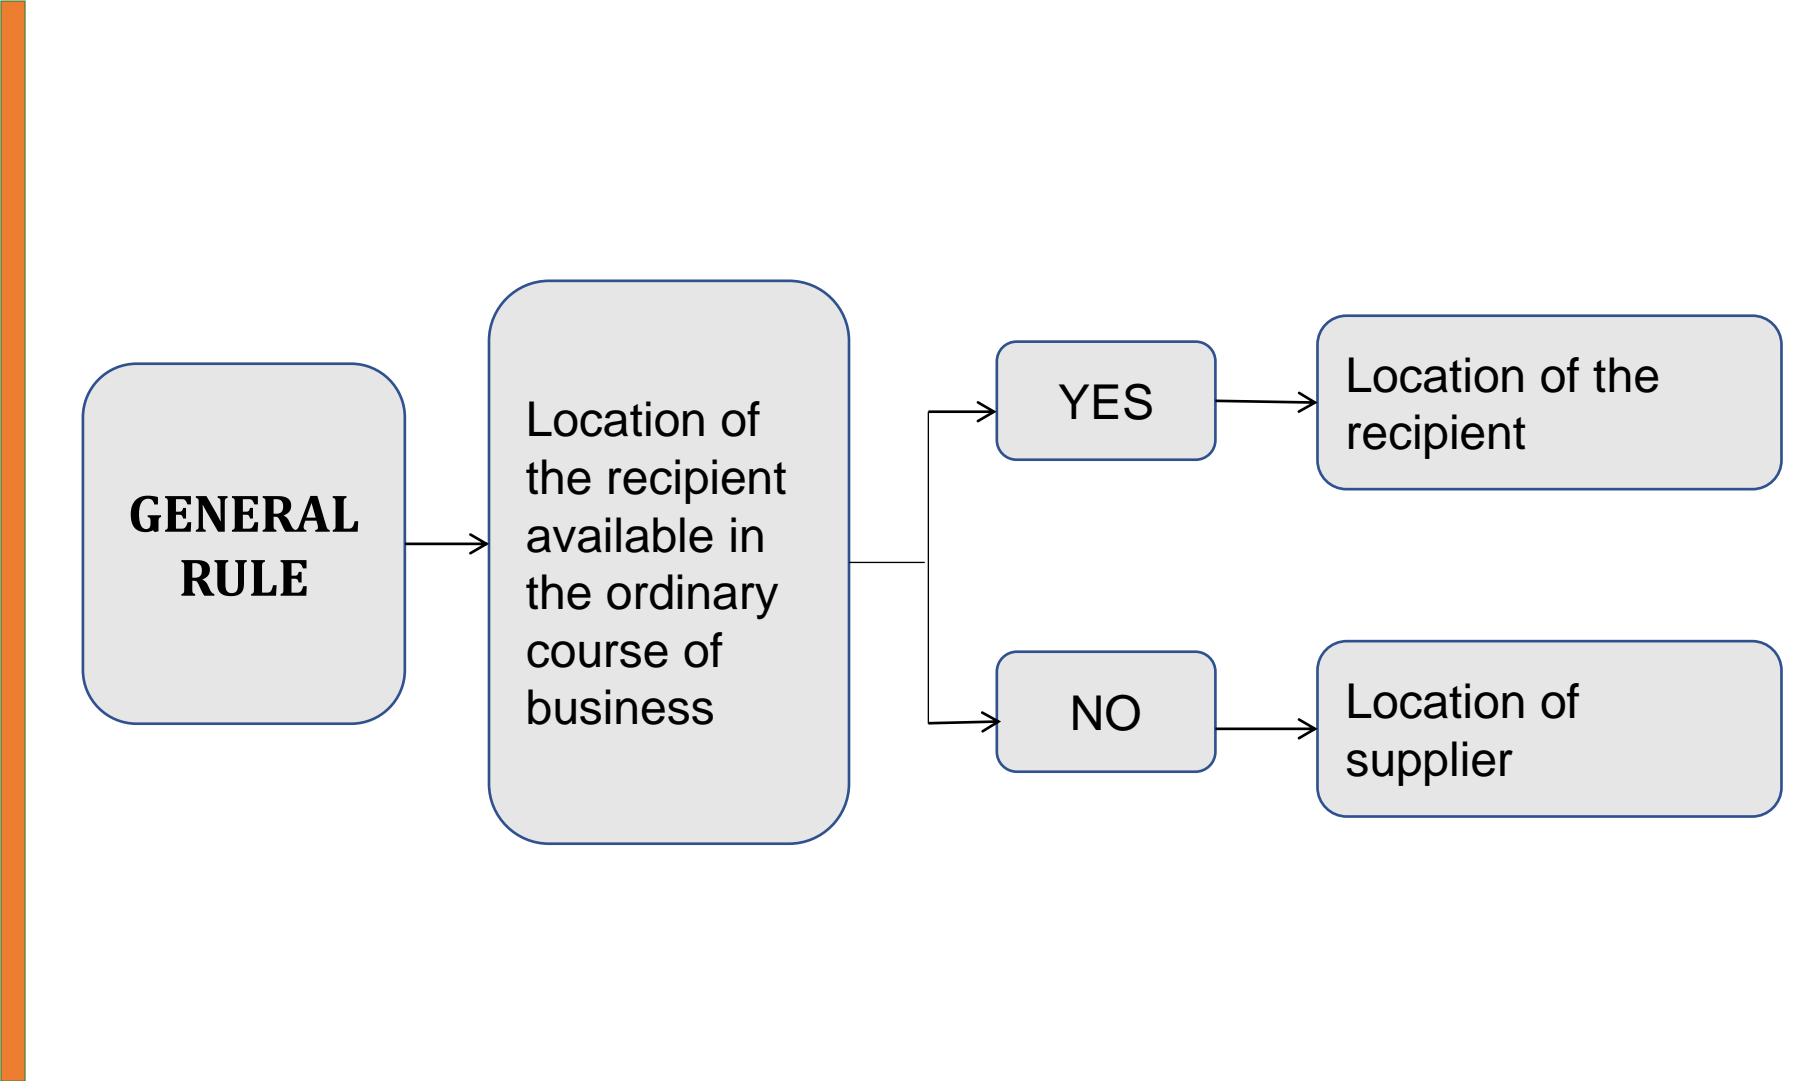 GENERAL
RULE
Location of
the recipient
available in
the ordinary
course of
business
YES
Location of the
recipient
NO
Location of
supplier